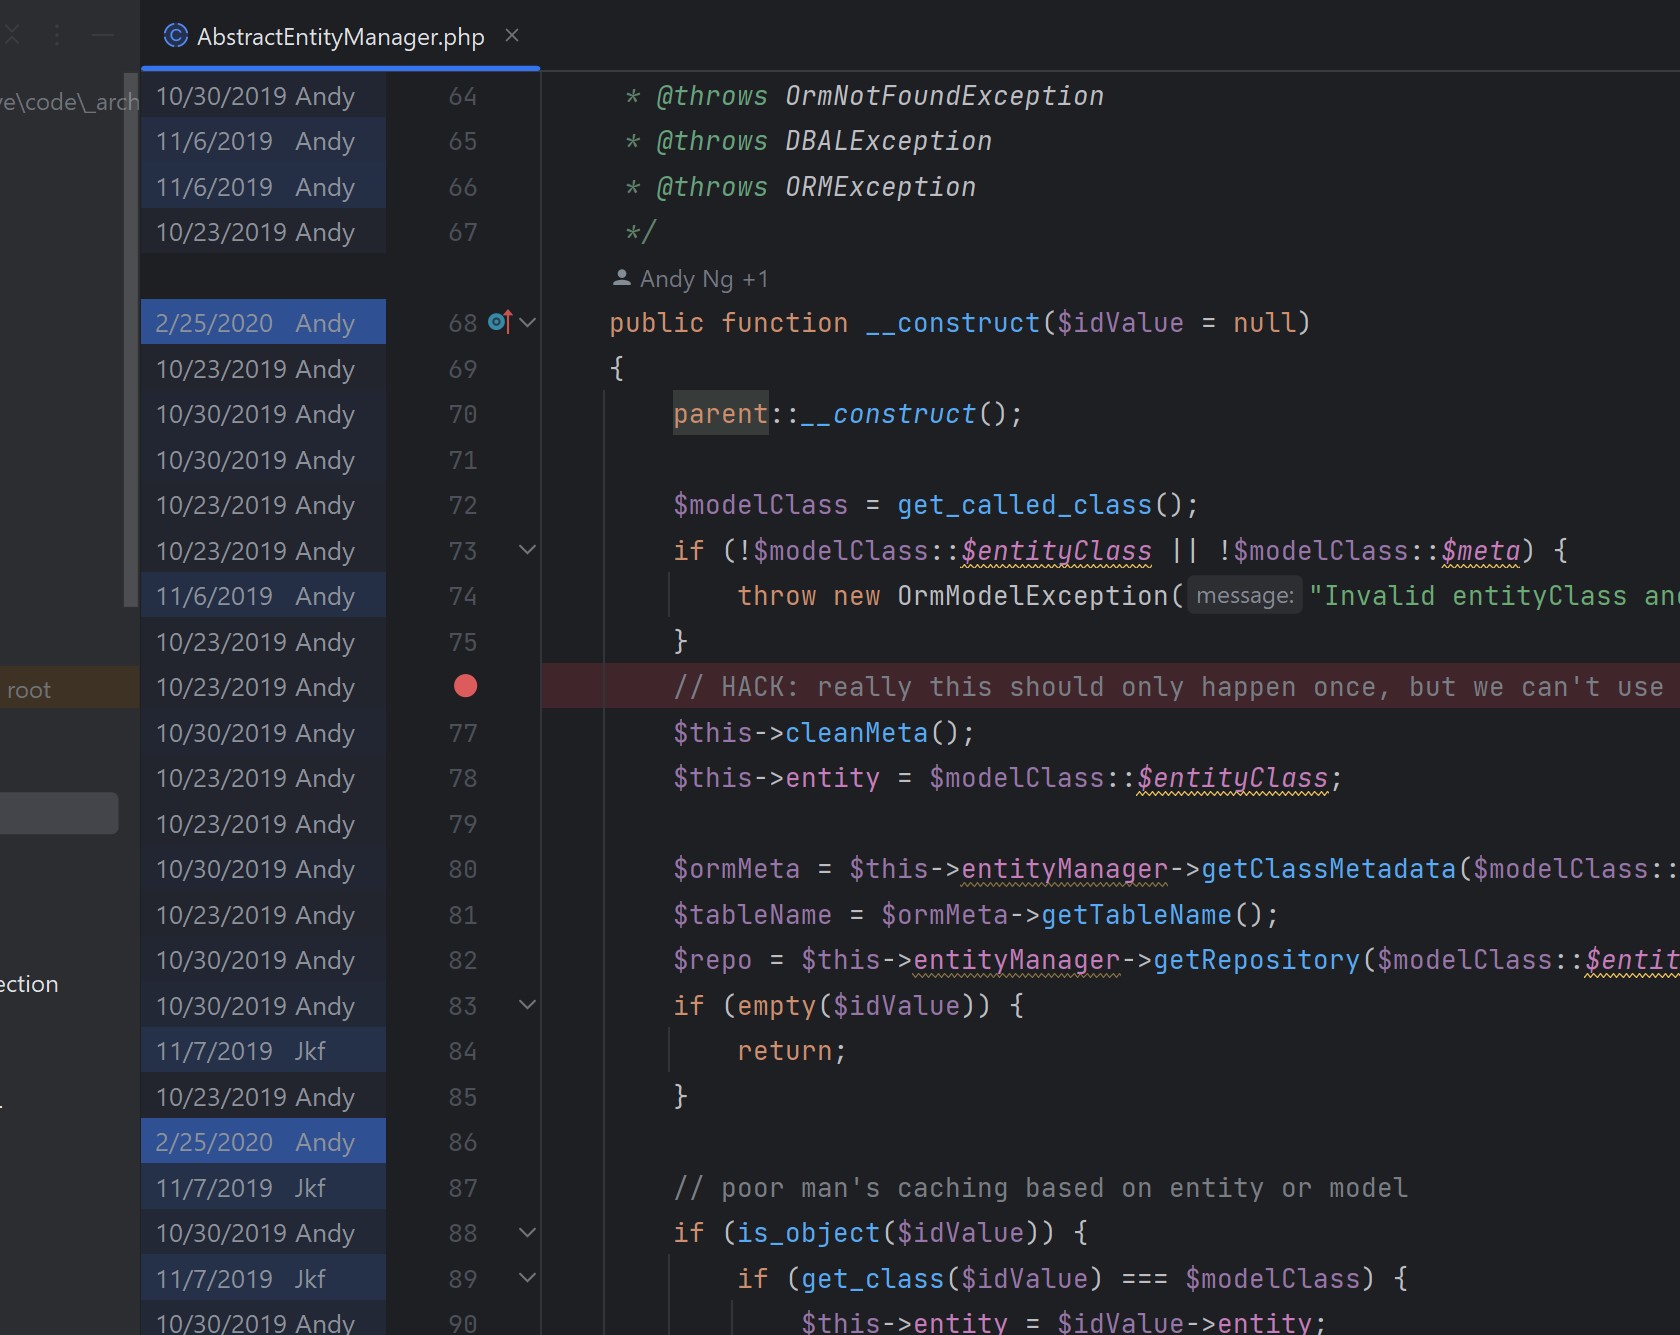 AbstractEntityManager.php
ve\code\_arch
10/30/2019 Andy 64 * @throws OrmNotFoundException
11/6/2019 Andy 65 * @throws DBALException
11/6/2019 Andy 66 * @throws ORMException
10/23/2019 Andy 67 */
Andy Ng +1
2/25/2020 Andy 68 public function __construct($idValue = null)
10/23/2019 Andy 69 {
10/30/2019 Andy 70 parent::__construct();
10/30/2019 Andy 71
10/23/2019 Andy 72 $modelClass = get_called_class();
10/23/2019 Andy 73 if (!$modelClass::$entityClass || !$modelClass::$meta) {
11/6/2019 Andy 74 throw new OrmModelException( message: "Invalid entityClass and
10/23/2019 Andy 75 }
root
10/23/2019 Andy // HACK: really this should only happen once, but we can't use
10/30/2019 Andy 77 $this->cleanMeta();
10/23/2019 Andy 78 $this->entity = $modelClass::$entityClass;
10/23/2019 Andy 79
10/30/2019 Andy 80 $ormMeta = $this->entityManager->getClassMetadata($modelClass::
10/23/2019 Andy 81 $tableName = $ormMeta->getTableName();
10/30/2019 Andy 82 $repo = $this->entityManager->getRepository($modelClass::$entit
ection
10/30/2019 Andy 83 if (empty($idValue)) {
11/7/2019 Jkf 84 return;
10/23/2019 Andy 85 }
2/25/2020 Andy 86
11/7/2019 Jkf 87 // poor man's caching based on entity or model
10/30/2019 Andy 88 if (is_object($idValue)) {
11/7/2019 Jkf 89 if (get_class($idValue) === $modelClass) {
10/30/2019 Andy 90 $this->entity = $idValue->entity;